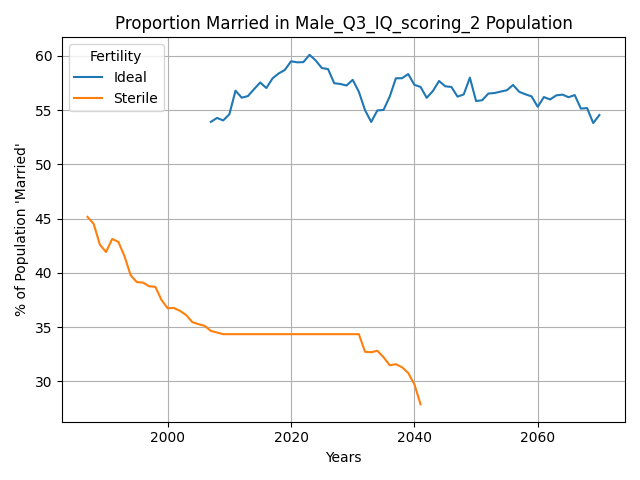 Proportion Married in Male_Q3_IQ_scoring_2 Population
Fertility
Ideal
Sterile
% of Population 'Married'
60
55
50
45
40
35
30
2000
2020
2040
2060
Years